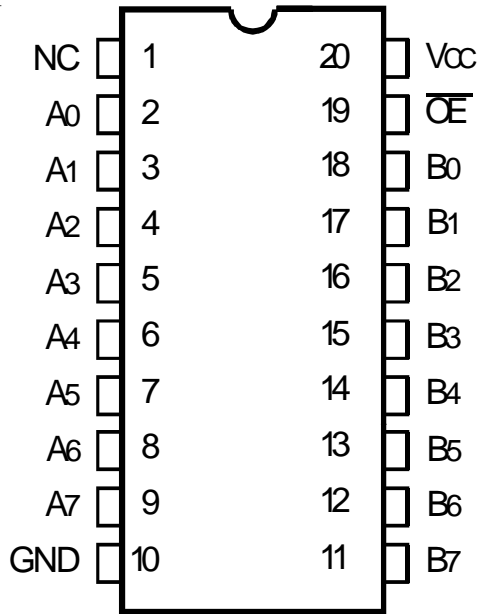 NC 1 20 Vcc
A0 2 19 O̅E̅
A1 3 18 B0
A2 4 17 B1
A3 5 16 B2
A4 6 15 B3
A5 7 14 B4
A6 8 13 B5
A7 9 12 B6
GND 10 11 B7